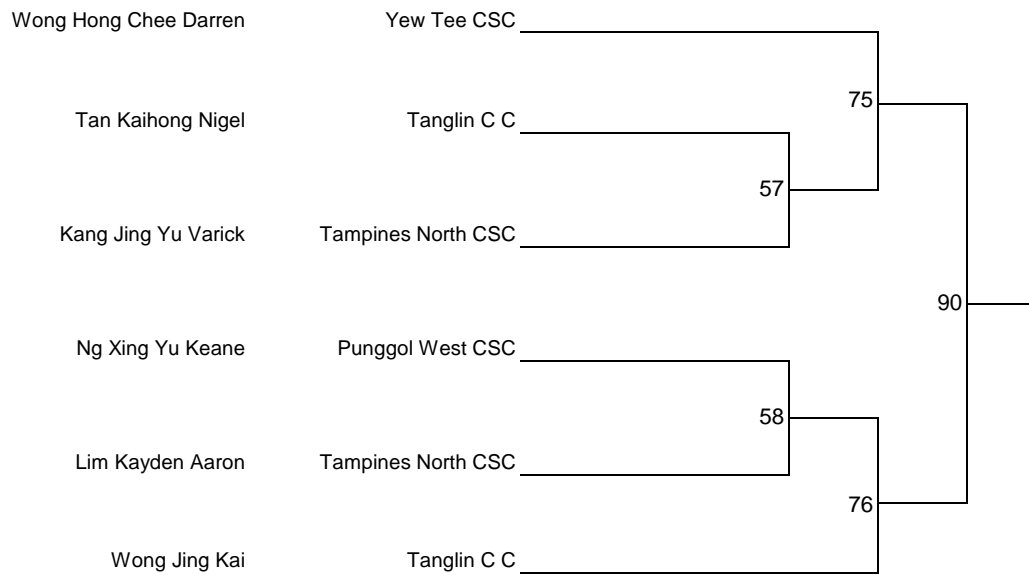 Wong Hong Chee Darren Yew Tee CSC
75
Tan Kaihong Nigel Tanglin C C
57
Kang Jing Yu Varick Tampines North CSC
90
Ng Xing Yu Keane Punggol West CSC
58
Lim Kayden Aaron Tampines North CSC
76
Wong Jing Kai Tanglin C C